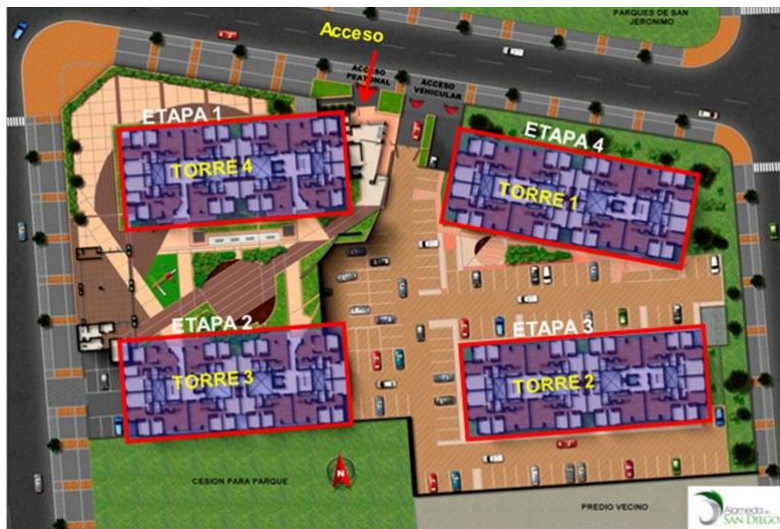 PARQUES DE SAN
JERONIMO
Acceso
ACCESO
PEATONAL
ACCESO
VEHICULAR
ETAPA 1
TORRE 4
ETAPA 4
TORRE 1
ETAPA 2
TORRE 3
ETAPA 3
TORRE 2
N
CESION PARA PARQUE
PREDIO VECINO
Alameda de
SAN DIEGO